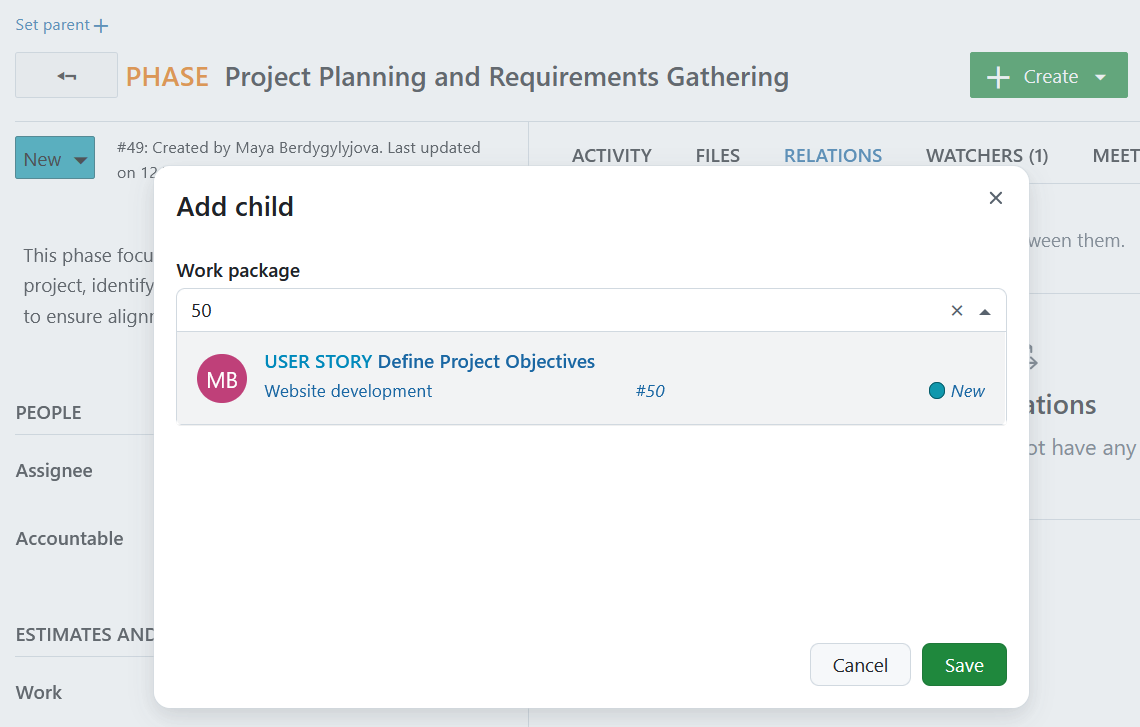 Set parent
PHASE Project Planning and Requirements Gathering
Create
New
#49: Created by Maya Berdygylyjova. Last updated
on 12
ACTIVITY FILES RELATIONS WATCHERS (1) MEET
Add child
Work package
50
USER STORY Define Project Objectives
MB
Website development #50 New
This phase focu
project, identify
to ensure alignm
ween them.
PEOPLE
ations
Assignee
ot have any
Accountable
ESTIMATES AND
Work
Cancel Save